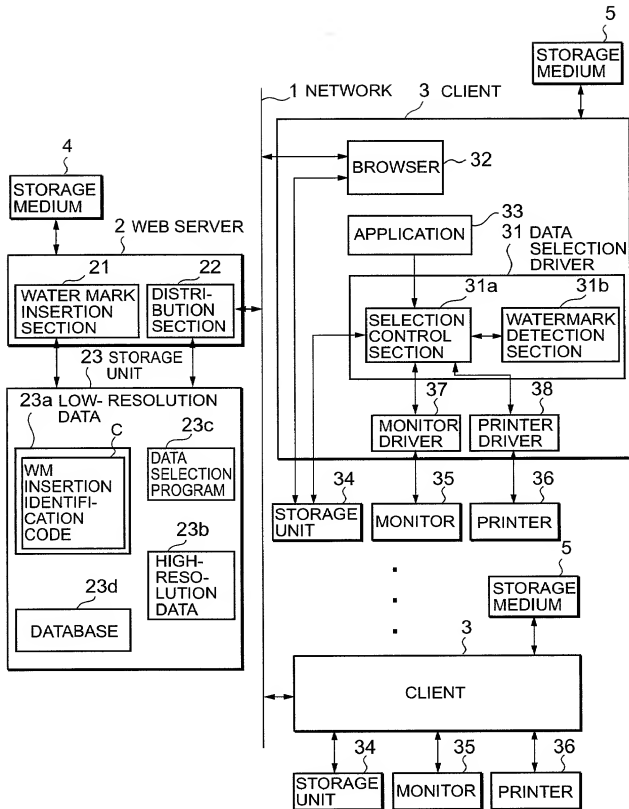 5
STORAGE
MEDIUM
1 NETWORK
3 CLIENT
4
STORAGE
MEDIUM
2 WEB SERVER
21
WATER MARK
INSERTION
SECTION
22
DISTRI-
BUTION
SECTION
23 STORAGE
UNIT
23a LOW-RESOLUTION
DATA
C
WM
INSERTION
IDENTIFI-
CATION
CODE
23c
DATA
SELECTION
PROGRAM
23b
HIGH-
RESO-
LUTION
DATA
23d
DATABASE
BROWSER
32
33
APPLICATION
31 DATA
SELECTION
DRIVER
31a
SELECTION
CONTROL
SECTION
31b
WATERMARK
DETECTION
SECTION
37
MONITOR
DRIVER
38
PRINTER
DRIVER
34
STORAGE
UNIT
35
MONITOR
36
PRINTER
5
STORAGE
MEDIUM
3
CLIENT
34
STORAGE
UNIT
35
MONITOR
36
PRINTER